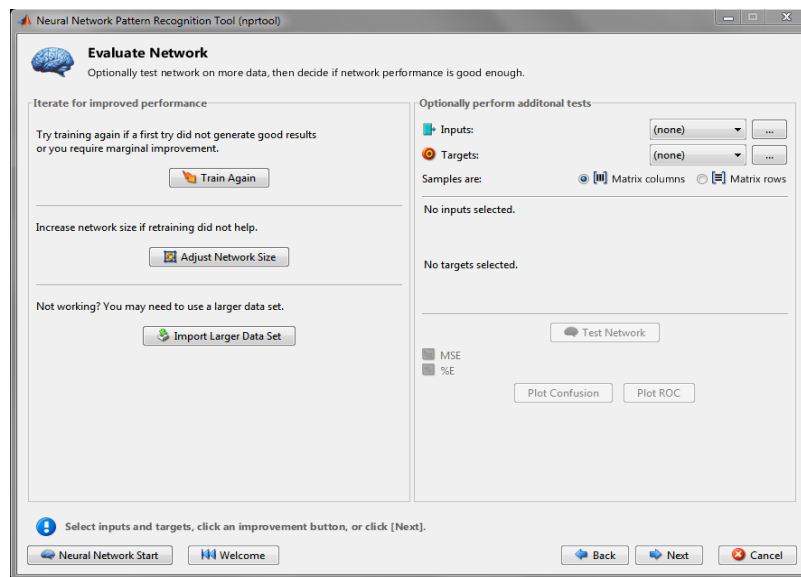 Neural Network Pattern Recognition Tool (nprtool)
Evaluate Network
Optionally test network on more data, then decide if network performance is good enough.
Iterate for improved performance
Try training again if a first try did not generate good results
or you require marginal improvement.
Train Again
Increase network size if retraining did not help.
Adjust Network Size
Not working? You may need to use a larger data set.
Import Larger Data Set
Optionally perform additonal tests
Inputs: (none) ...
Targets: (none) ...
Samples are: Matrix columns Matrix rows
No inputs selected.
No targets selected.
Test Network
MSE
%E
Plot Confusion Plot ROC
Select inputs and targets, click an improvement button, or click [Next].
Neural Network Start Welcome Back Next Cancel